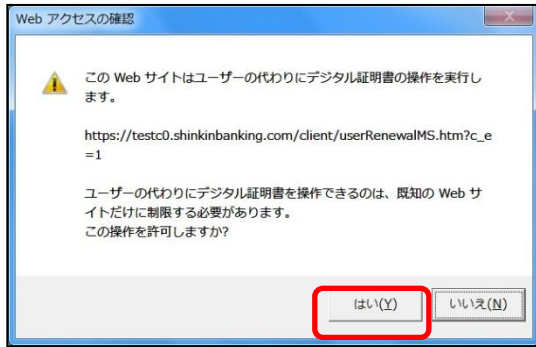 Web アクセスの確認
この Web サイトはユーザーの代わりにデジタル証明書の操作を実行し
ます。
https://testc0.shinkinbanking.com/client/userRenewalMS.htm?c_e
=1
ユーザーの代わりにデジタル証明書を操作できるのは、既知の Web サ
イトだけに制限する必要があります。
この操作を許可しますか?
はい(Y) いいえ(N)